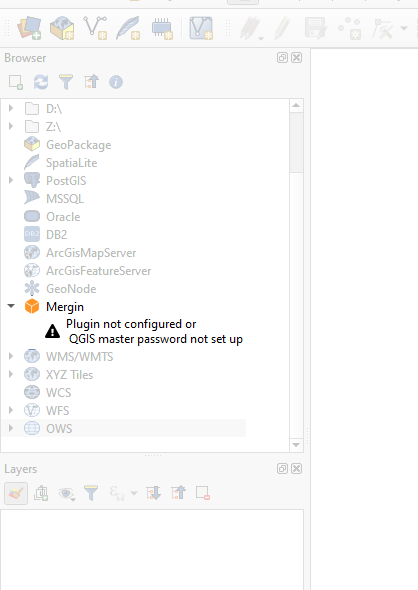 Browser
D:\
Z:\
GeoPackage
SpatiaLite
PostGIS
MSSQL
Oracle
DB2
DB2
ArcGisMapServer
ArcGisFeatureServer
GeoNode
Mergin
Plugin not configured or
QGIS master password not set up
WMS/WMTS
XYZ Tiles
WCS
WFS
OWS
Layers